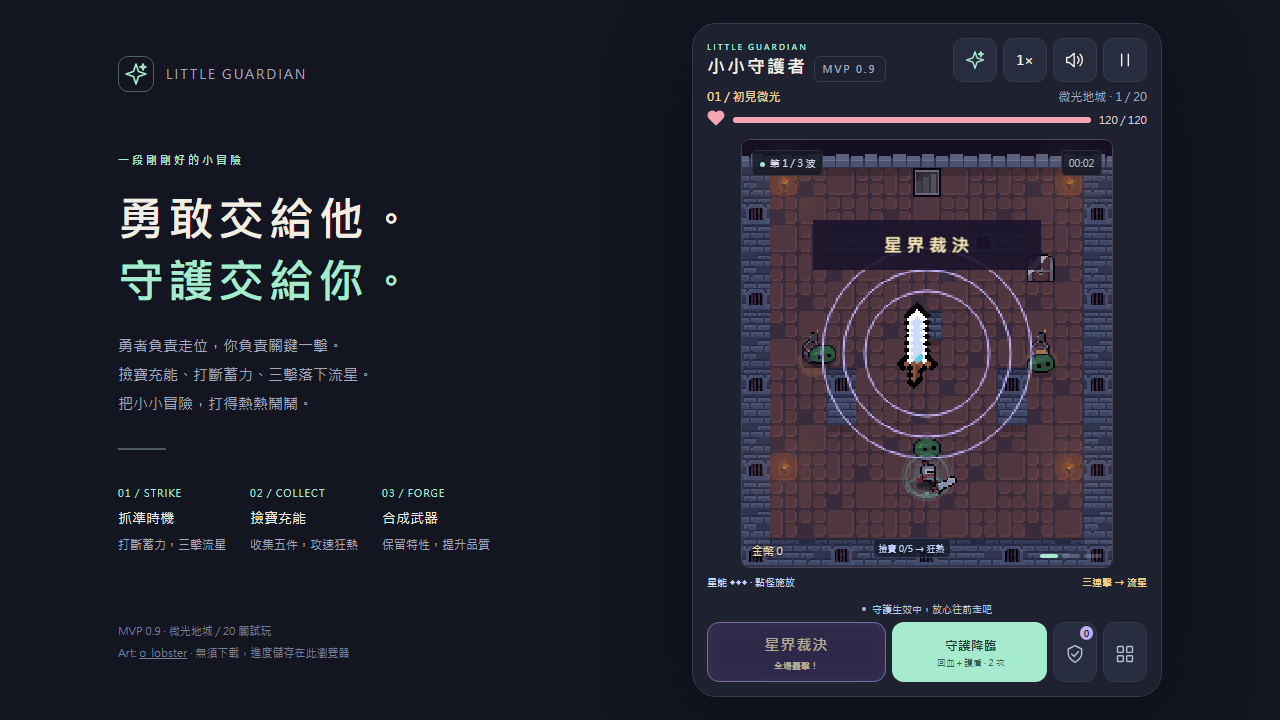 LITTLE GUARDIAN
一段剛剛好的小冒險
勇敢交給他。
守護交給你。
勇者負責走位，你負責關鍵一擊。
撿寶充能、打斷蓄力、三擊落下流星。
把小小冒險，打得熱熱鬧鬧。
01 / STRIKE
抓準時機
打斷蓄力，三擊流星
02 / COLLECT
撿寶充能
收集五件，攻速狂熱
03 / FORGE
合成武器
保留特性，提升品質
MVP 0.9 · 微光地城 / 20 關試玩
Art: o_lobster · 無須下載，進度儲存在此瀏覽器
LITTLE GUARDIAN
小小守護者 MVP 0.9
1×
01 / 初見微光
微光地城 · 1 / 20
120 / 120
第 1 / 3 波
00:02
星界裁決
金幣 0
撿寶 0/5 → 狂熱
星能 ◆◆◆ · 點怪施放
三連擊 → 流星
守護生效中，放心往前走吧
星界裁決
全場轟擊！
守護降臨
回血 + 護盾 · 2 次
0